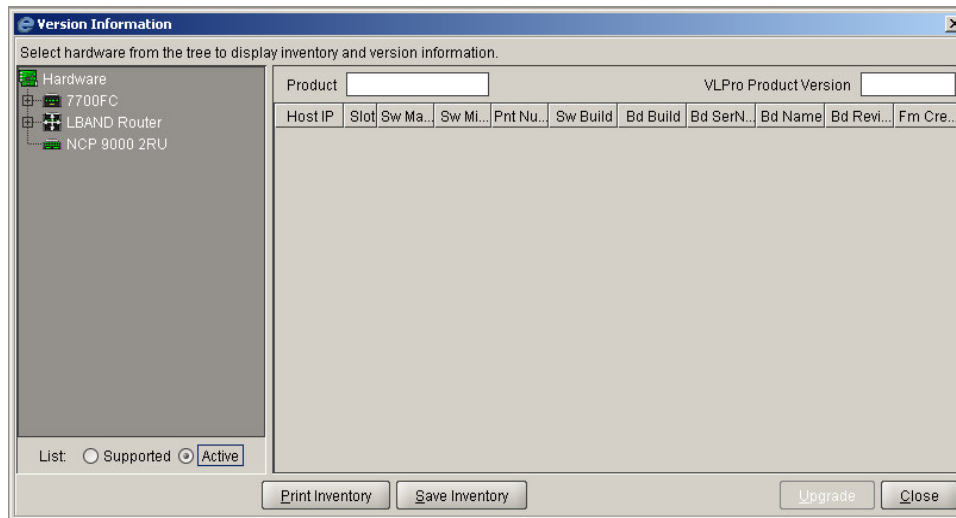 Version Information
Select hardware from the tree to display inventory and version information.
Hardware
7700FC
LBAND Router
NCP 9000 2RU
Product
VLPro Product Version
Host IP Slot Sw Ma... Sw Mi... Pnt Nu... Sw Build Bd Build Bd SerN... Bd Name Bd Revi... Fm Cre...
List: Supported Active
Print Inventory Save Inventory Upgrade Close